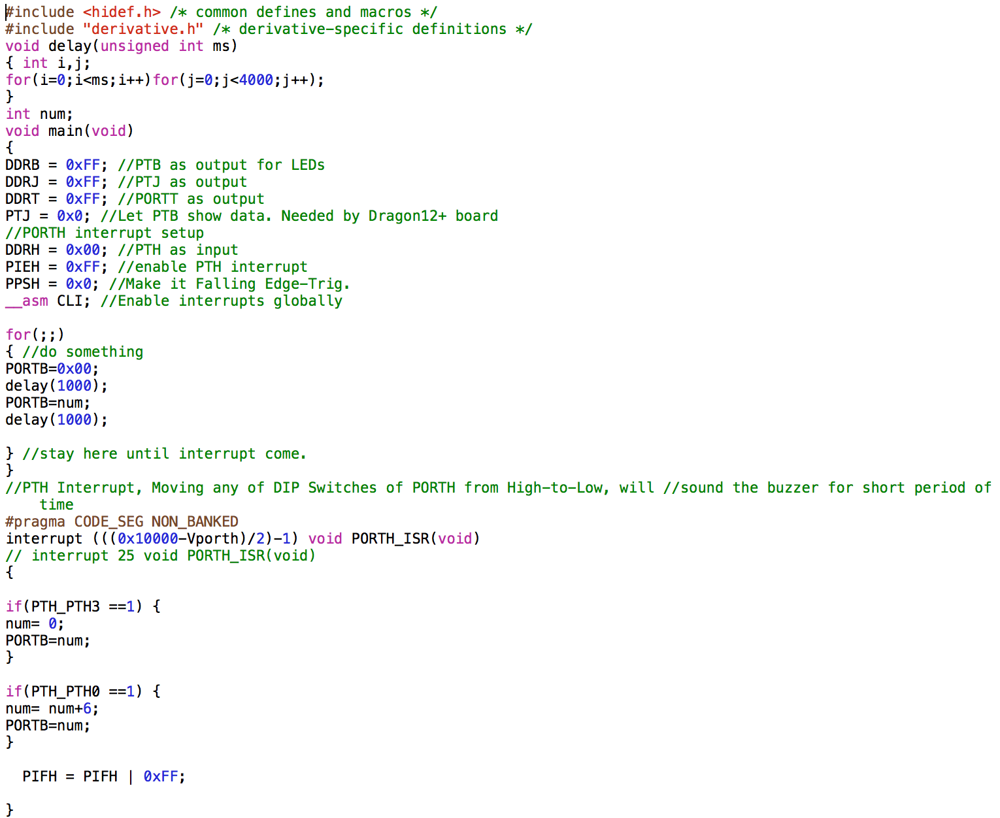 #include <hidef.h> /* common defines and macros */
#include "derivative.h" /* derivative-specific definitions */
void delay(unsigned int ms)
{ int i,j;
for(i=0;i<ms;i++)for(j=0;j<4000;j++);
}
int num;
void main(void)
{
DDRB = 0xFF; //PTB as output for LEDs
DDRJ = 0xFF; //PTJ as output
DDRT = 0xFF; //PORTT as output
PTJ = 0x0; //Let PTB show data. Needed by Dragon12+ board
//PORTH interrupt setup
DDRH = 0x00; //PTH as input
PIEH = 0xFF; //enable PTH interrupt
PPSH = 0x0; //Make it Falling Edge-Trig.
__asm CLI; //Enable interrupts globally
for(;;)
{ //do something
PORTB=0x00;
delay(1000);
PORTB=num;
delay(1000);
} //stay here until interrupt come.
}
//PTH Interrupt, Moving any of DIP Switches of PORTH from High-to-Low, will //sound the buzzer for short period of
time
#pragma CODE_SEG NON_BANKED
interrupt (((0x10000-Vporth)/2)-1) void PORTH_ISR(void)
// interrupt 25 void PORTH_ISR(void)
{
if(PTH_PTH3 ==1) {
num= 0;
PORTB=num;
}
if(PTH_PTH0 ==1) {
num= num+6;
PORTB=num;
}
PIFH = PIFH | 0xFF;
}